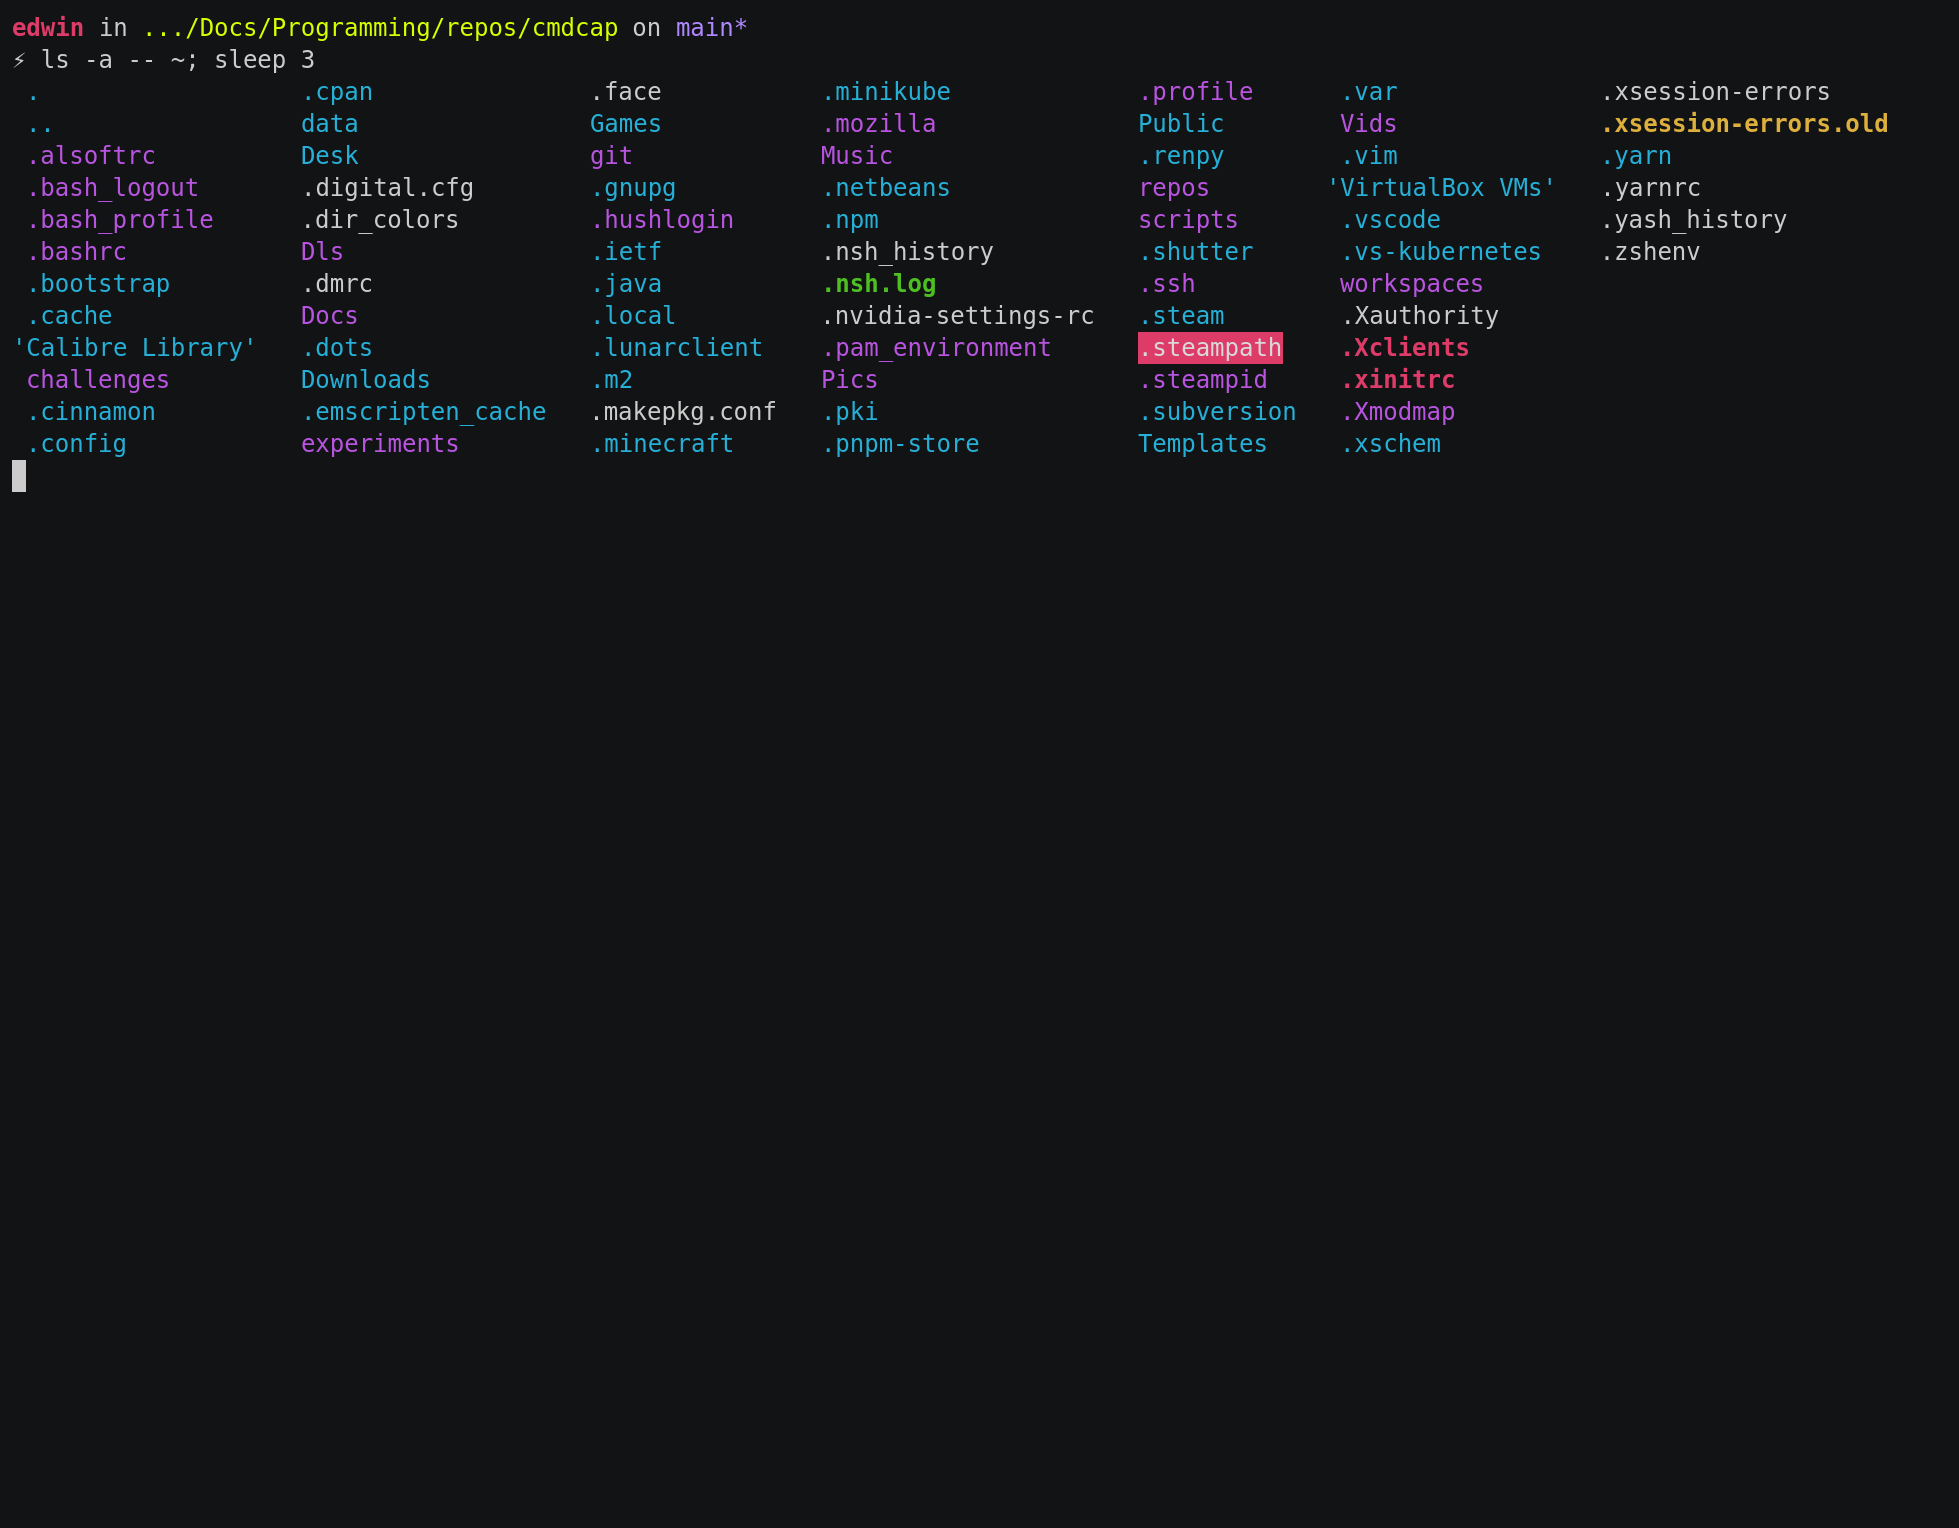 edwin in .../Docs/Programming/repos/cmdcap on main*
⚡ ls -a -- ~; sleep 3
 .                  .cpan               .face           .minikube             .profile      .var              .xsession-errors
 ..                 data                Games           .mozilla              Public        Vids              .xsession-errors.old
 .alsoftrc          Desk                git             Music                 .renpy        .vim              .yarn
 .bash_logout       .digital.cfg        .gnupg          .netbeans             repos        'VirtualBox VMs'   .yarnrc
 .bash_profile      .dir_colors         .hushlogin      .npm                  scripts       .vscode           .yash_history
 .bashrc            Dls                 .ietf           .nsh_history          .shutter      .vs-kubernetes    .zshenv
 .bootstrap         .dmrc               .java           .nsh.log              .ssh          workspaces
 .cache             Docs                .local          .nvidia-settings-rc   .steam        .Xauthority
'Calibre Library'   .dots               .lunarclient    .pam_environment      .steampath    .Xclients
 challenges         Downloads           .m2             Pics                  .steampid     .xinitrc
 .cinnamon          .emscripten_cache   .makepkg.conf   .pki                  .subversion   .Xmodmap
 .config            experiments         .minecraft      .pnpm-store           Templates     .xschem